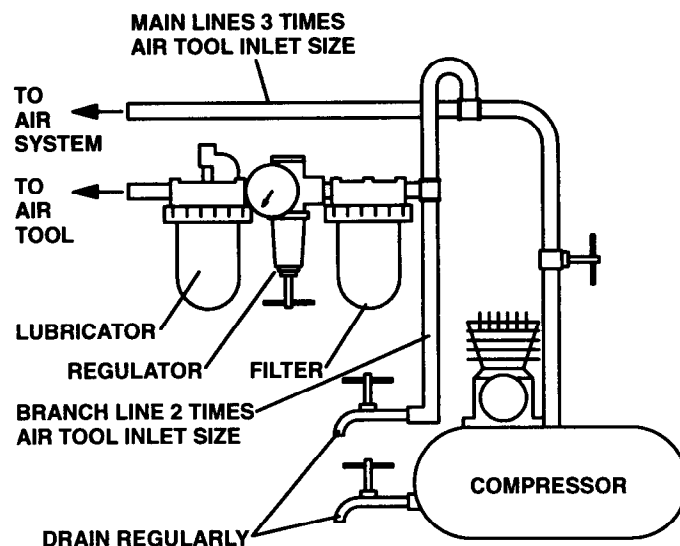 MAIN LINES 3 TIMES
AIR TOOL INLET SIZE
TO
AIR
SYSTEM
TO
AIR
TOOL
LUBRICATOR
REGULATOR
FILTER
BRANCH LINE 2 TIMES
AIR TOOL INLET SIZE
COMPRESSOR
DRAIN REGULARLY